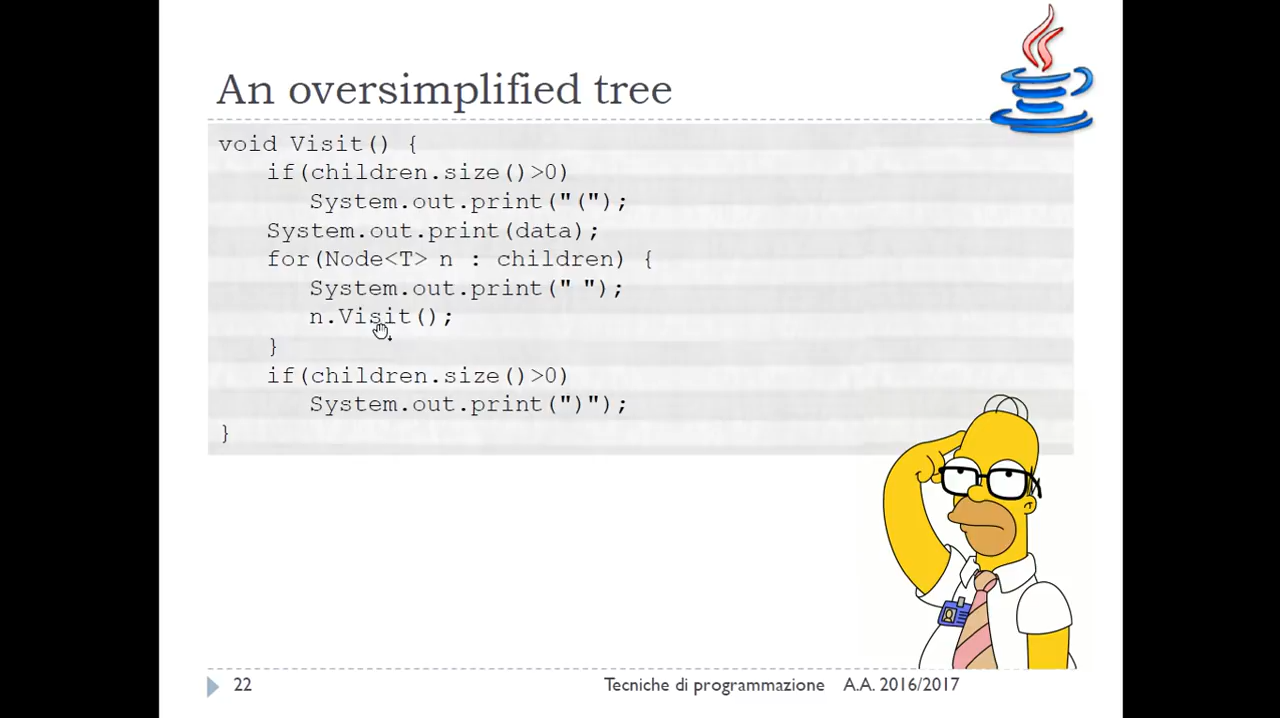 An oversimplified tree
void Visit() {
if(children.size()>0)
System.out.print("(");
System.out.print(data);
for(Node<T> n : children) {
System.out.print(" ");
n.Visit();
}
if(children.size()>0)
System.out.print(")");
}
22
Tecniche di programmazione A.A. 2016/2017